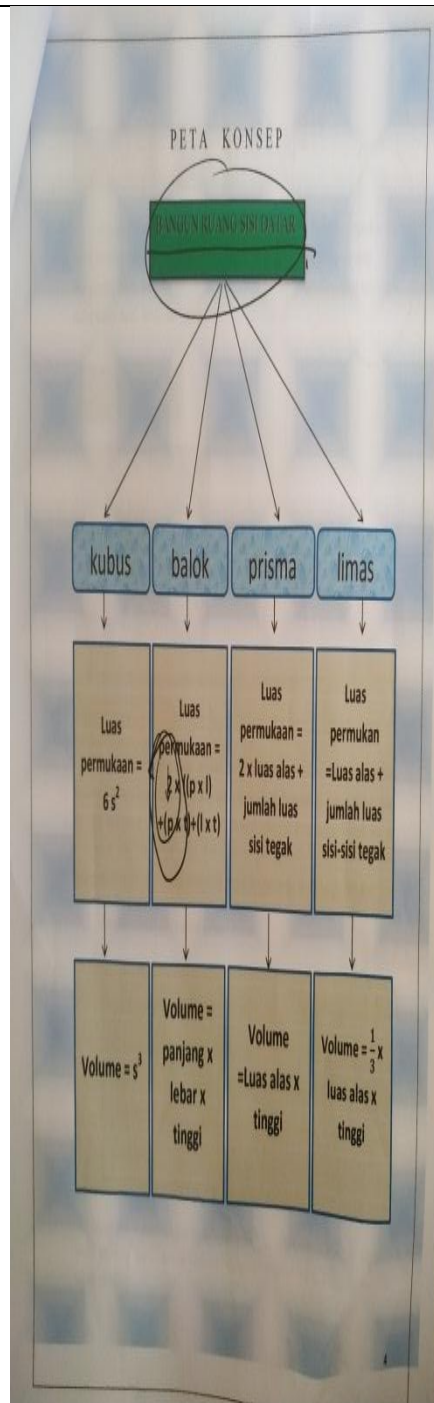 PETA KONSEP
BANGUN RUANG SISI DATAR
kubus
balok
prisma
limas
Luas
permukaan =
6 s²
Luas
permukaan =
2 x ((p x l)
+(p x t)+(l x t)
Luas
permukaan =
2 x luas alas +
jumlah luas
sisi tegak
Luas
permukan
=Luas alas +
jumlah luas
sisi-sisi tegak
Volume = s³
Volume =
panjang x
lebar x
tinggi
Volume
=Luas alas x
tinggi
Volume = 1/3 x
luas alas x
tinggi
4